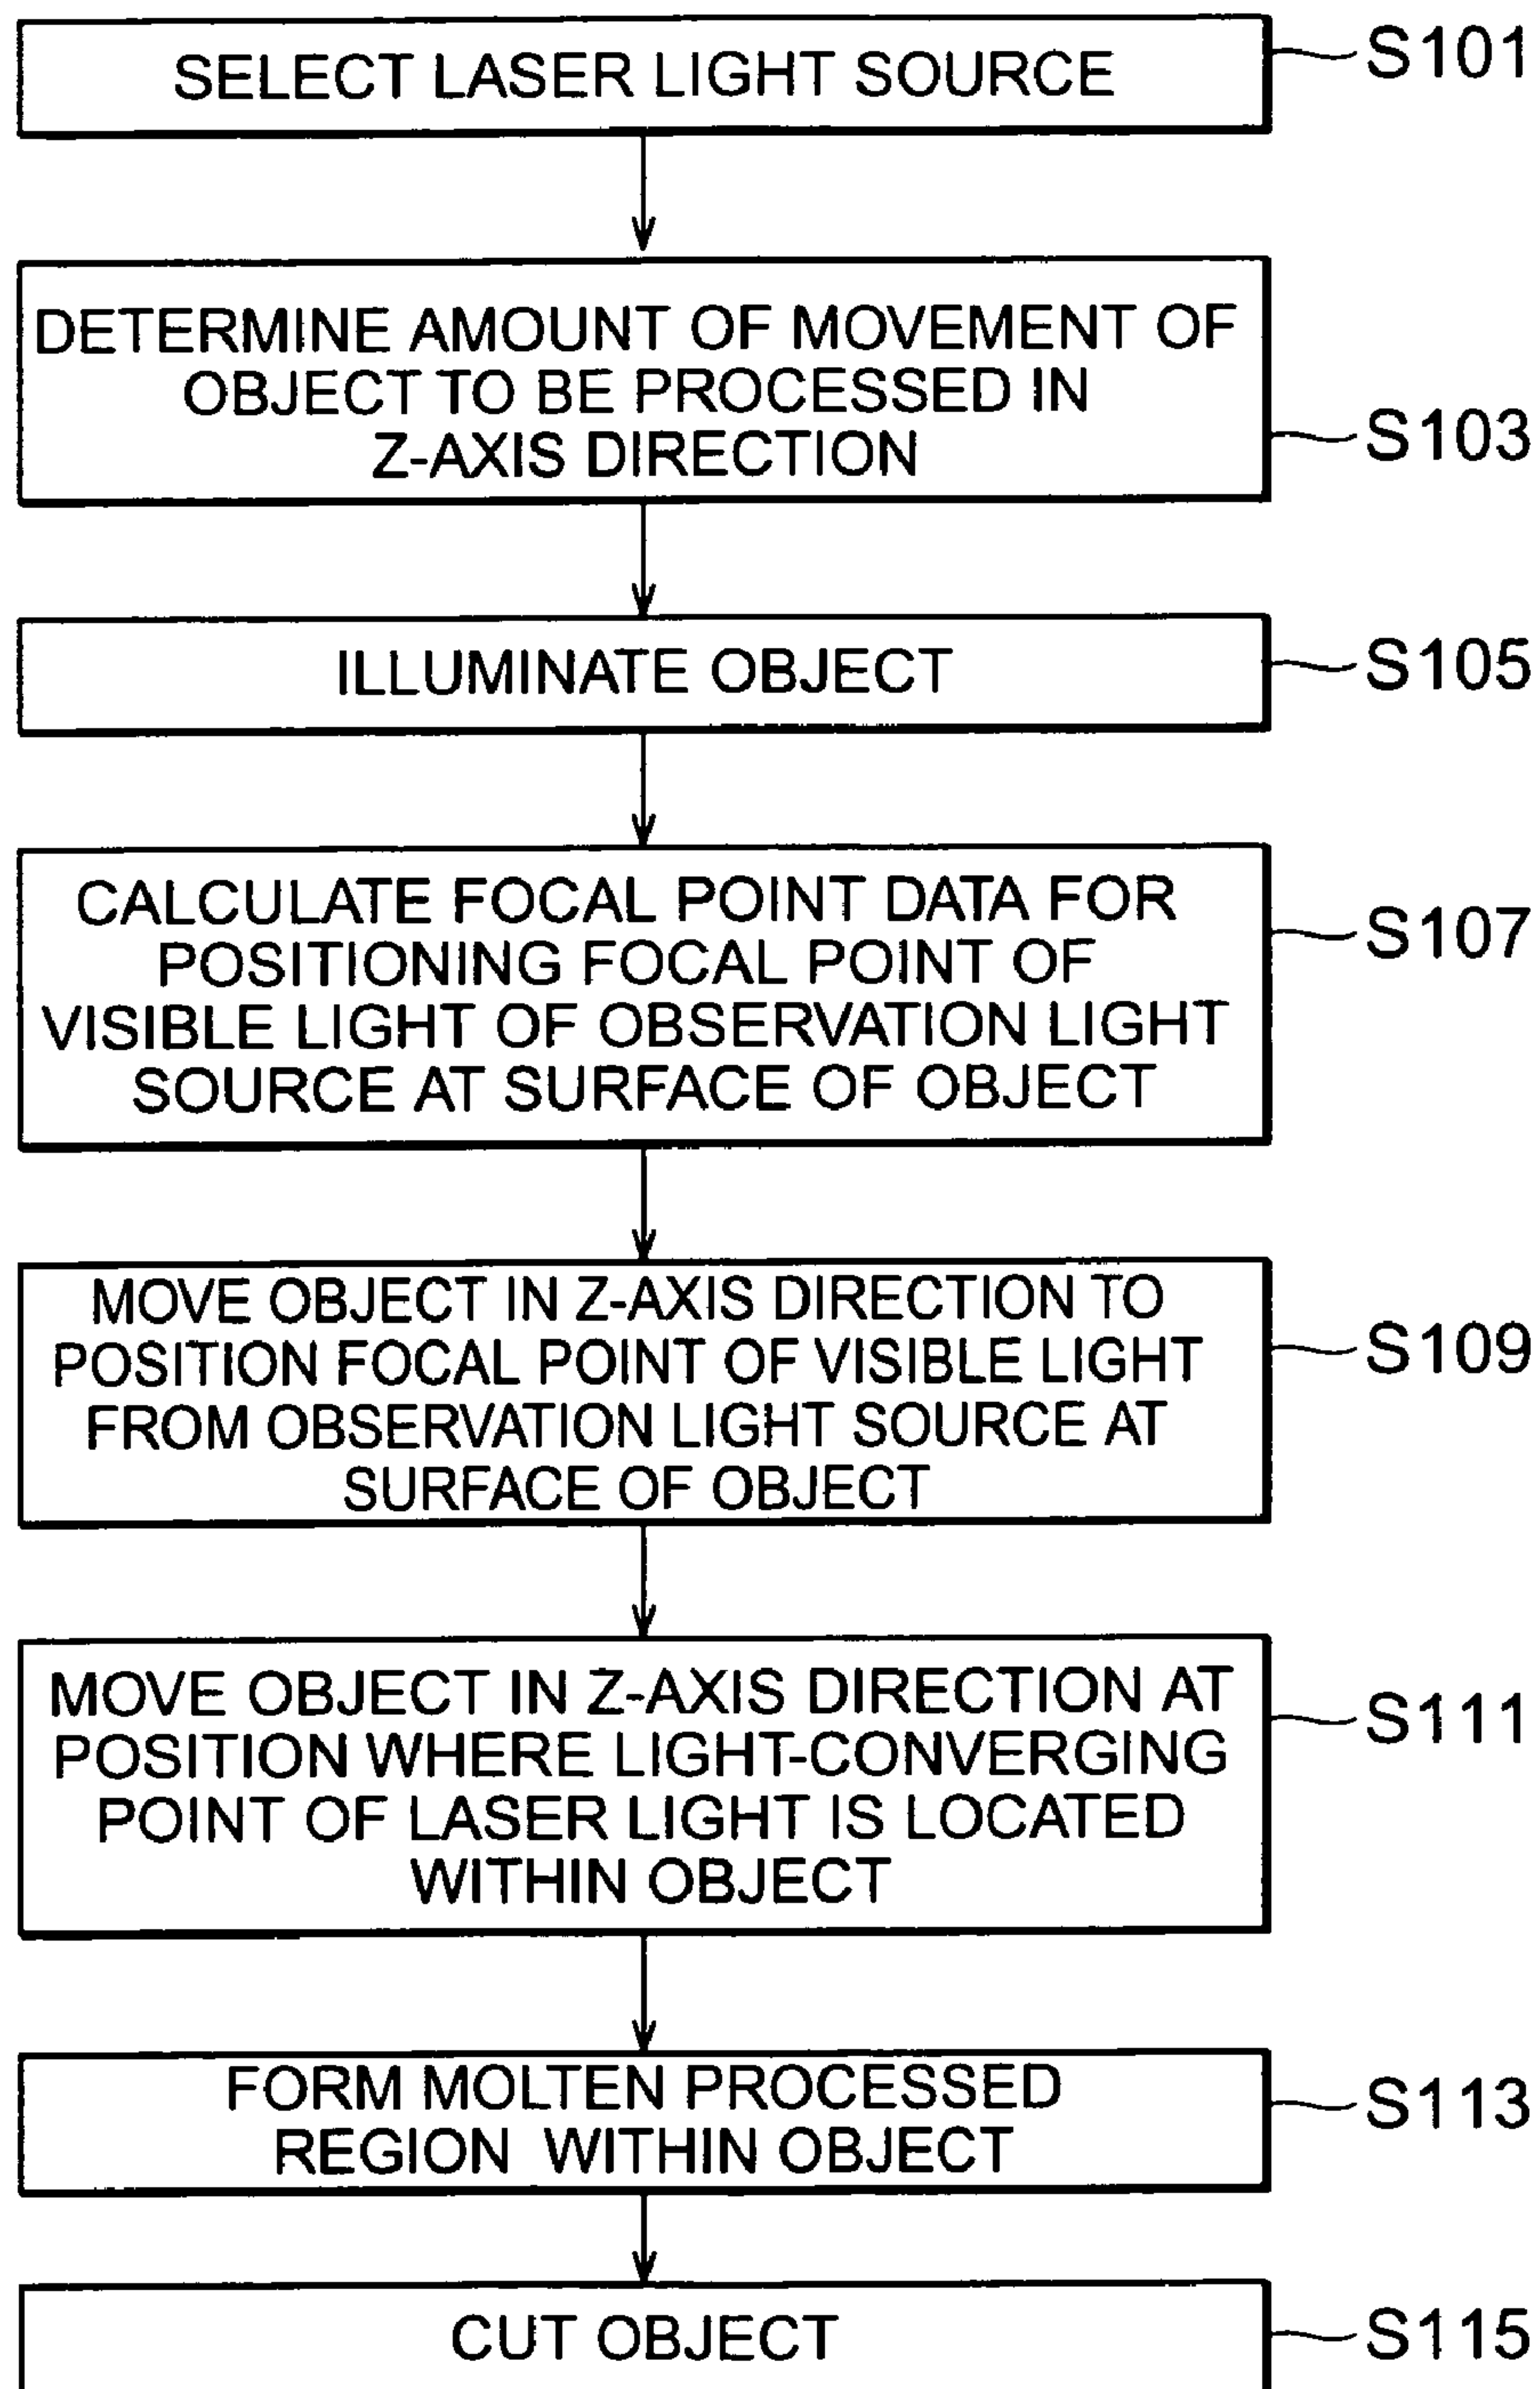 SELECT LASER LIGHT SOURCE
S101
DETERMINE AMOUNT OF MOVEMENT OF
OBJECT TO BE PROCESSED IN
Z-AXIS DIRECTION
S103
ILLUMINATE OBJECT
S105
CALCULATE FOCAL POINT DATA FOR
POSITIONING FOCAL POINT OF
VISIBLE LIGHT OF OBSERVATION LIGHT
SOURCE AT SURFACE OF OBJECT
S107
MOVE OBJECT IN Z-AXIS DIRECTION TO
POSITION FOCAL POINT OF VISIBLE LIGHT
FROM OBSERVATION LIGHT SOURCE AT
SURFACE OF OBJECT
S109
MOVE OBJECT IN Z-AXIS DIRECTION AT
POSITION WHERE LIGHT-CONVERGING
POINT OF LASER LIGHT IS LOCATED
WITHIN OBJECT
S111
FORM MOLTEN PROCESSED
REGION WITHIN OBJECT
S113
CUT OBJECT
S115